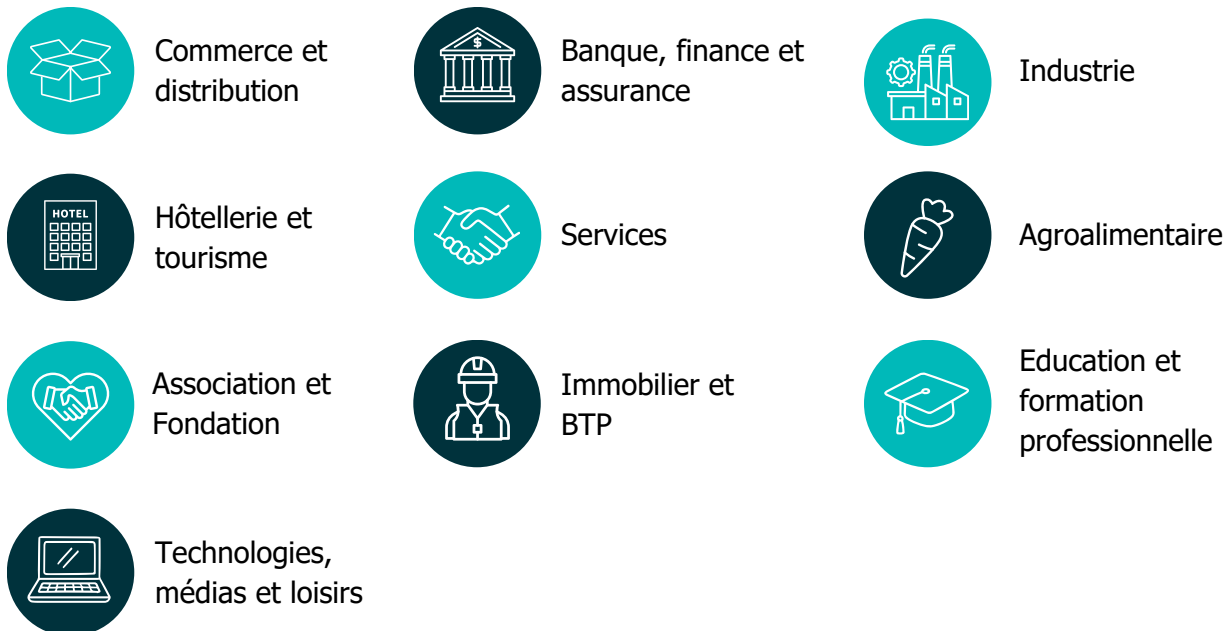 Commerce et
distribution
$
Banque, finance et
assurance
Industrie
HOTEL
Hôtellerie et
tourisme
Services
Agroalimentaire
Association et
Fondation
Immobilier et
BTP
Education et
formation
professionnelle
Technologies,
médias et loisirs